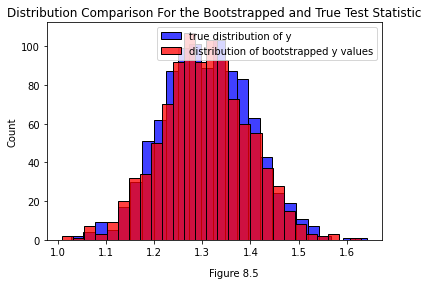 Distribution Comparison For the Bootstrapped and True Test Statistic
true distribution of y
distribution of bootstrapped y values
Count
100
80
60
40
20
0
1.0 1.1 1.2 1.3 1.4 1.5 1.6
Figure 8.5